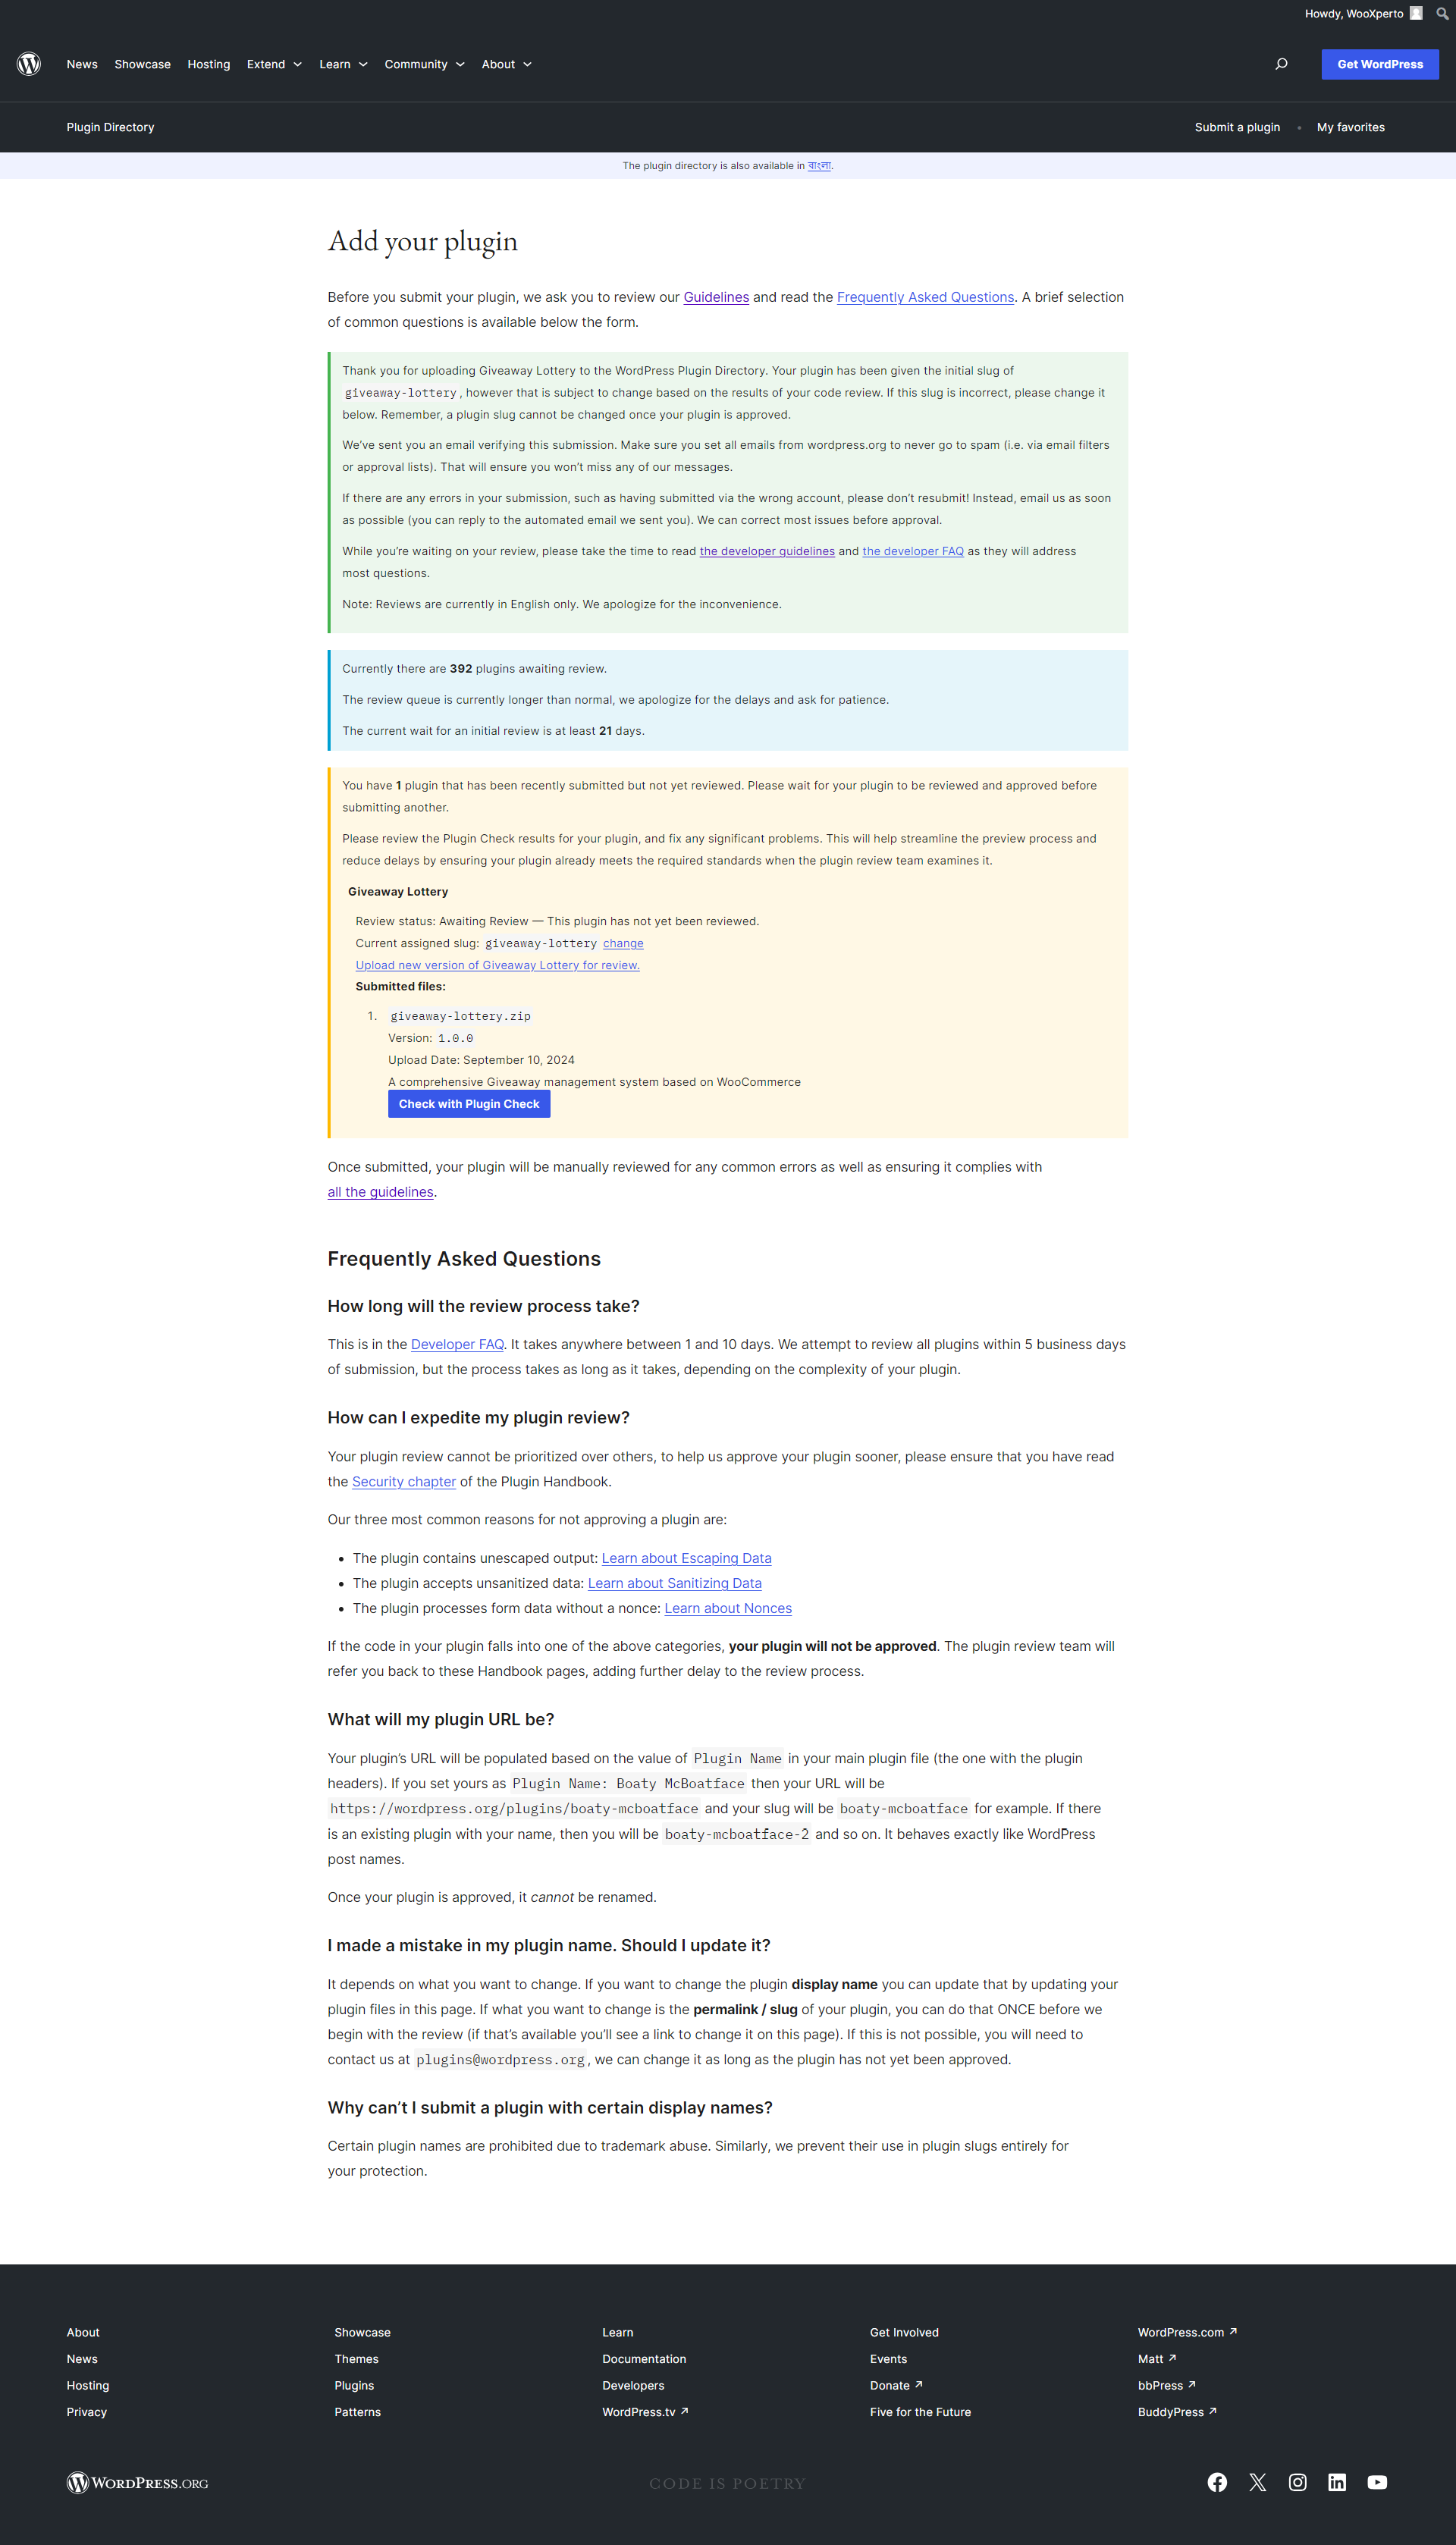 Howdy, WooXperto
News Showcase Hosting Extend Learn Community About
Get WordPress
Plugin Directory
Submit a plugin • My favorites
The plugin directory is also available in বাংলা.
Add your plugin
Before you submit your plugin, we ask you to review our Guidelines and read the Frequently Asked Questions. A brief selection
of common questions is available below the form.
Thank you for uploading Giveaway Lottery to the WordPress Plugin Directory. Your plugin has been given the initial slug of
giveaway-lottery, however that is subject to change based on the results of your code review. If this slug is incorrect, please change it
below. Remember, a plugin slug cannot be changed once your plugin is approved.
We’ve sent you an email verifying this submission. Make sure you set all emails from wordpress.org to never go to spam (i.e. via email filters
or approval lists). That will ensure you won’t miss any of our messages.
If there are any errors in your submission, such as having submitted via the wrong account, please don’t resubmit! Instead, email us as soon
as possible (you can reply to the automated email we sent you). We can correct most issues before approval.
While you’re waiting on your review, please take the time to read the developer guidelines and the developer FAQ as they will address
most questions.
Note: Reviews are currently in English only. We apologize for the inconvenience.
Currently there are 392 plugins awaiting review.
The review queue is currently longer than normal, we apologize for the delays and ask for patience.
The current wait for an initial review is at least 21 days.
You have 1 plugin that has been recently submitted but not yet reviewed. Please wait for your plugin to be reviewed and approved before
submitting another.
Please review the Plugin Check results for your plugin, and fix any significant problems. This will help streamline the preview process and
reduce delays by ensuring your plugin already meets the required standards when the plugin review team examines it.
Giveaway Lottery
Review status: Awaiting Review — This plugin has not yet been reviewed.
Current assigned slug: giveaway-lottery change
Upload new version of Giveaway Lottery for review.
Submitted files:
1. giveaway-lottery.zip
Version: 1.0.0
Upload Date: September 10, 2024
A comprehensive Giveaway management system based on WooCommerce
Check with Plugin Check
Once submitted, your plugin will be manually reviewed for any common errors as well as ensuring it complies with
all the guidelines.
Frequently Asked Questions
How long will the review process take?
This is in the Developer FAQ. It takes anywhere between 1 and 10 days. We attempt to review all plugins within 5 business days
of submission, but the process takes as long as it takes, depending on the complexity of your plugin.
How can I expedite my plugin review?
Your plugin review cannot be prioritized over others, to help us approve your plugin sooner, please ensure that you have read
the Security chapter of the Plugin Handbook.
Our three most common reasons for not approving a plugin are:
• The plugin contains unescaped output: Learn about Escaping Data
• The plugin accepts unsanitized data: Learn about Sanitizing Data
• The plugin processes form data without a nonce: Learn about Nonces
If the code in your plugin falls into one of the above categories, your plugin will not be approved. The plugin review team will
refer you back to these Handbook pages, adding further delay to the review process.
What will my plugin URL be?
Your plugin’s URL will be populated based on the value of Plugin Name in your main plugin file (the one with the plugin
headers). If you set yours as Plugin Name: Boaty McBoatface then your URL will be
https://wordpress.org/plugins/boaty-mcboatface and your slug will be boaty-mcboatface for example. If there
is an existing plugin with your name, then you will be boaty-mcboatface-2 and so on. It behaves exactly like WordPress
post names.
Once your plugin is approved, it cannot be renamed.
I made a mistake in my plugin name. Should I update it?
It depends on what you want to change. If you want to change the plugin display name you can update that by updating your
plugin files in this page. If what you want to change is the permalink / slug of your plugin, you can do that ONCE before we
begin with the review (if that’s available you’ll see a link to change it on this page). If this is not possible, you will need to
contact us at plugins@wordpress.org, we can change it as long as the plugin has not yet been approved.
Why can’t I submit a plugin with certain display names?
Certain plugin names are prohibited due to trademark abuse. Similarly, we prevent their use in plugin slugs entirely for
your protection.
About Showcase Learn Get Involved WordPress.com ↗
News Themes Documentation Events Matt ↗
Hosting Plugins Developers Donate ↗ bbPress ↗
Privacy Patterns WordPress.tv ↗ Five for the Future BuddyPress ↗
WORDPRESS.ORG CODE IS POETRY